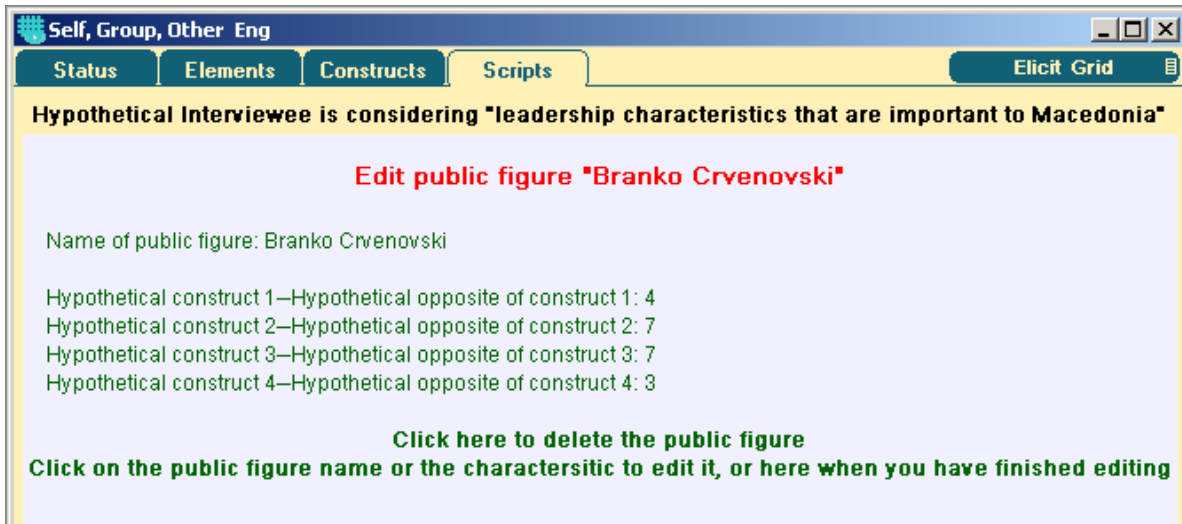 Self, Group, Other Eng
Status Elements Constructs Scripts Elicit Grid
Hypothetical Interviewee is considering "leadership characteristics that are important to Macedonia"
Edit public figure "Branko Crvenovski"
Name of public figure: Branko Crvenovski
Hypothetical construct 1—Hypothetical opposite of construct 1: 4
Hypothetical construct 2—Hypothetical opposite of construct 2: 7
Hypothetical construct 3—Hypothetical opposite of construct 3: 7
Hypothetical construct 4—Hypothetical opposite of construct 4: 3
Click here to delete the public figure
Click on the public figure name or the charactersitic to edit it, or here when you have finished editing